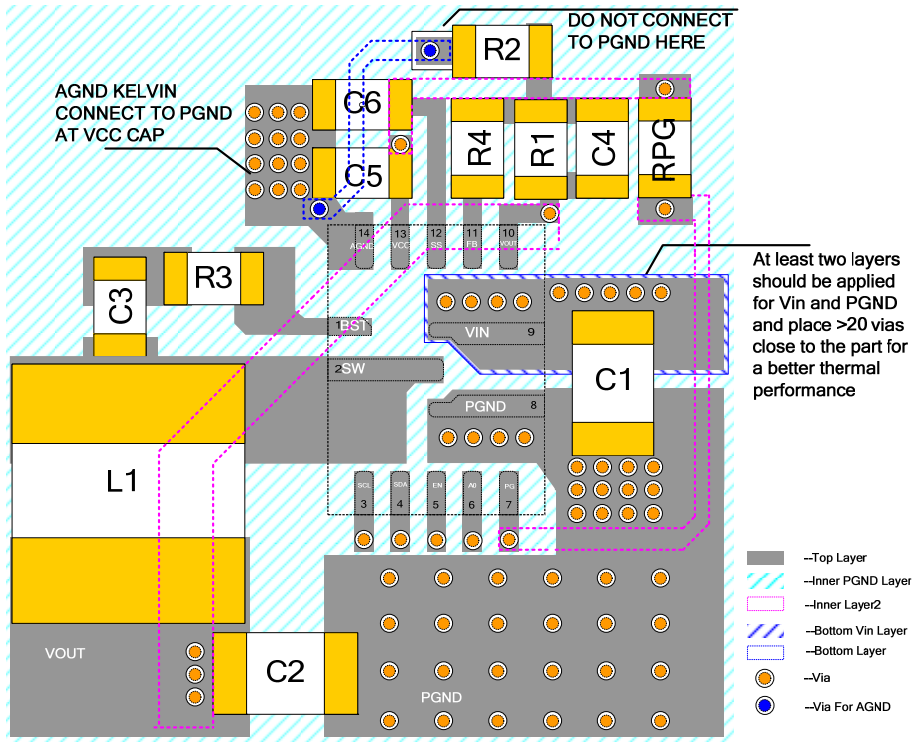 DO NOT CONNECT
TO PGND HERE
R2
AGND KELVIN
CONNECT TO PGND
AT VCC CAP
C6
C5
R4
R1
C4
RPG
14
13
12
11
10
AGND
VCC
SS
FB
VOUT
R3
C3
1
BST
VIN
9
2
SW
C1
PGND
8
At least two layers
should be applied
for Vin and PGND
and place >20 vias
close to the part for
a better thermal
performance
L1
SCL
SDA
EN
A0
PG
3
4
5
6
7
VOUT
C2
PGND
--Top Layer
--Inner PGND Layer
--Inner Layer2
--Bottom Vin Layer
--Bottom Layer
--Via
--Via For AGND